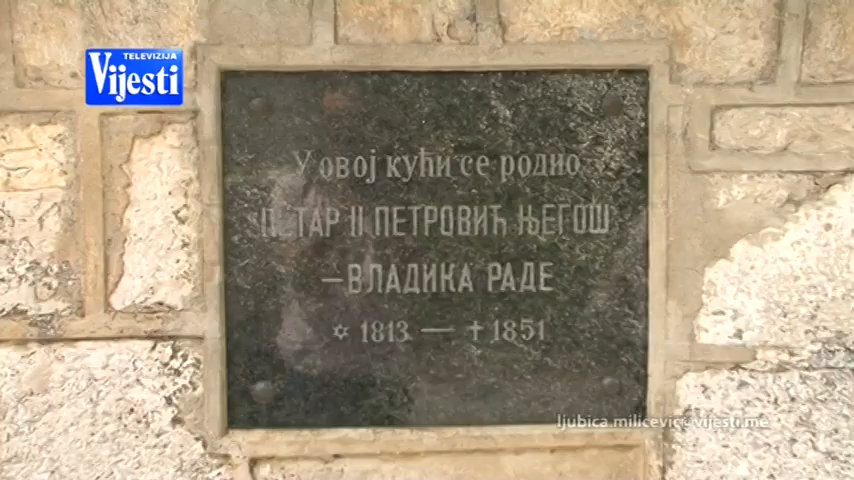 TELEVIZIJA
Vijesti
У овој кући се родио
ПЕТАР II ПЕТРОВИЋ ЊЕГОШ
—ВЛАДИКА РАДЕ
✡ 1813 — † 1851
ljubica.milicevic@vijesti.me